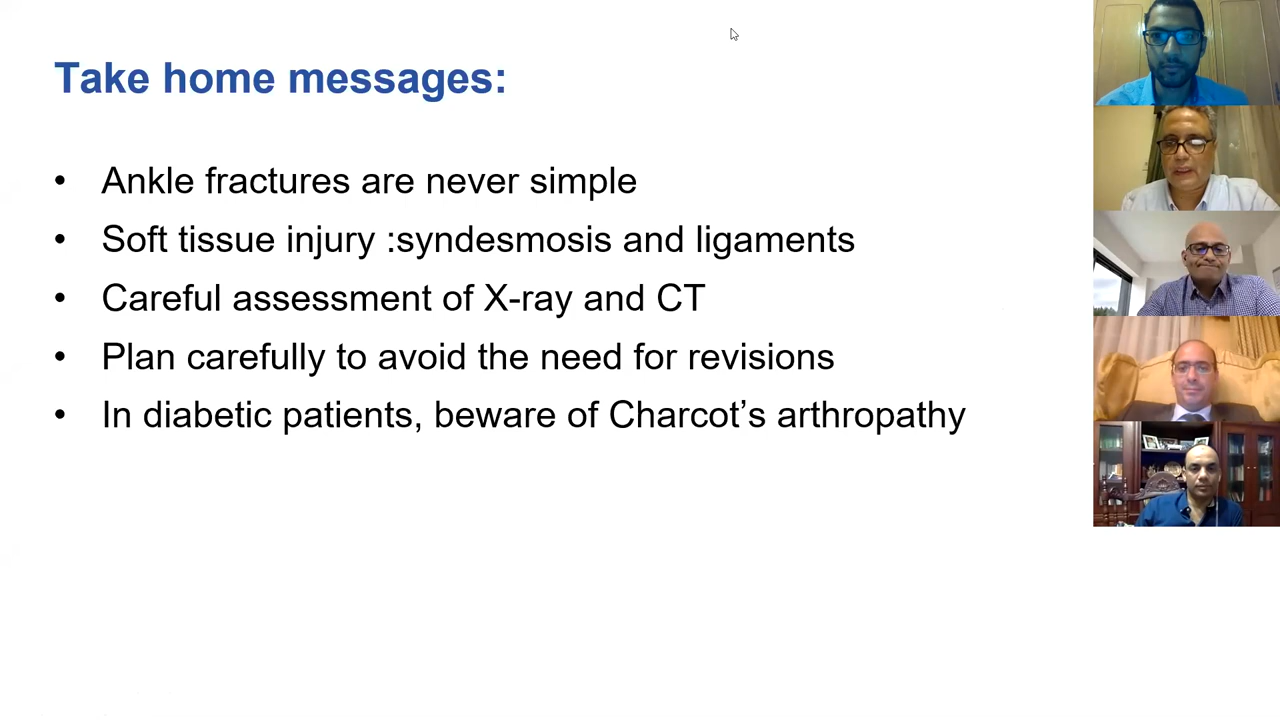 Take home messages:
• Ankle fractures are never simple
• Soft tissue injury :syndesmosis and ligaments
• Careful assessment of X-ray and CT
• Plan carefully to avoid the need for revisions
• In diabetic patients, beware of Charcot’s arthropathy